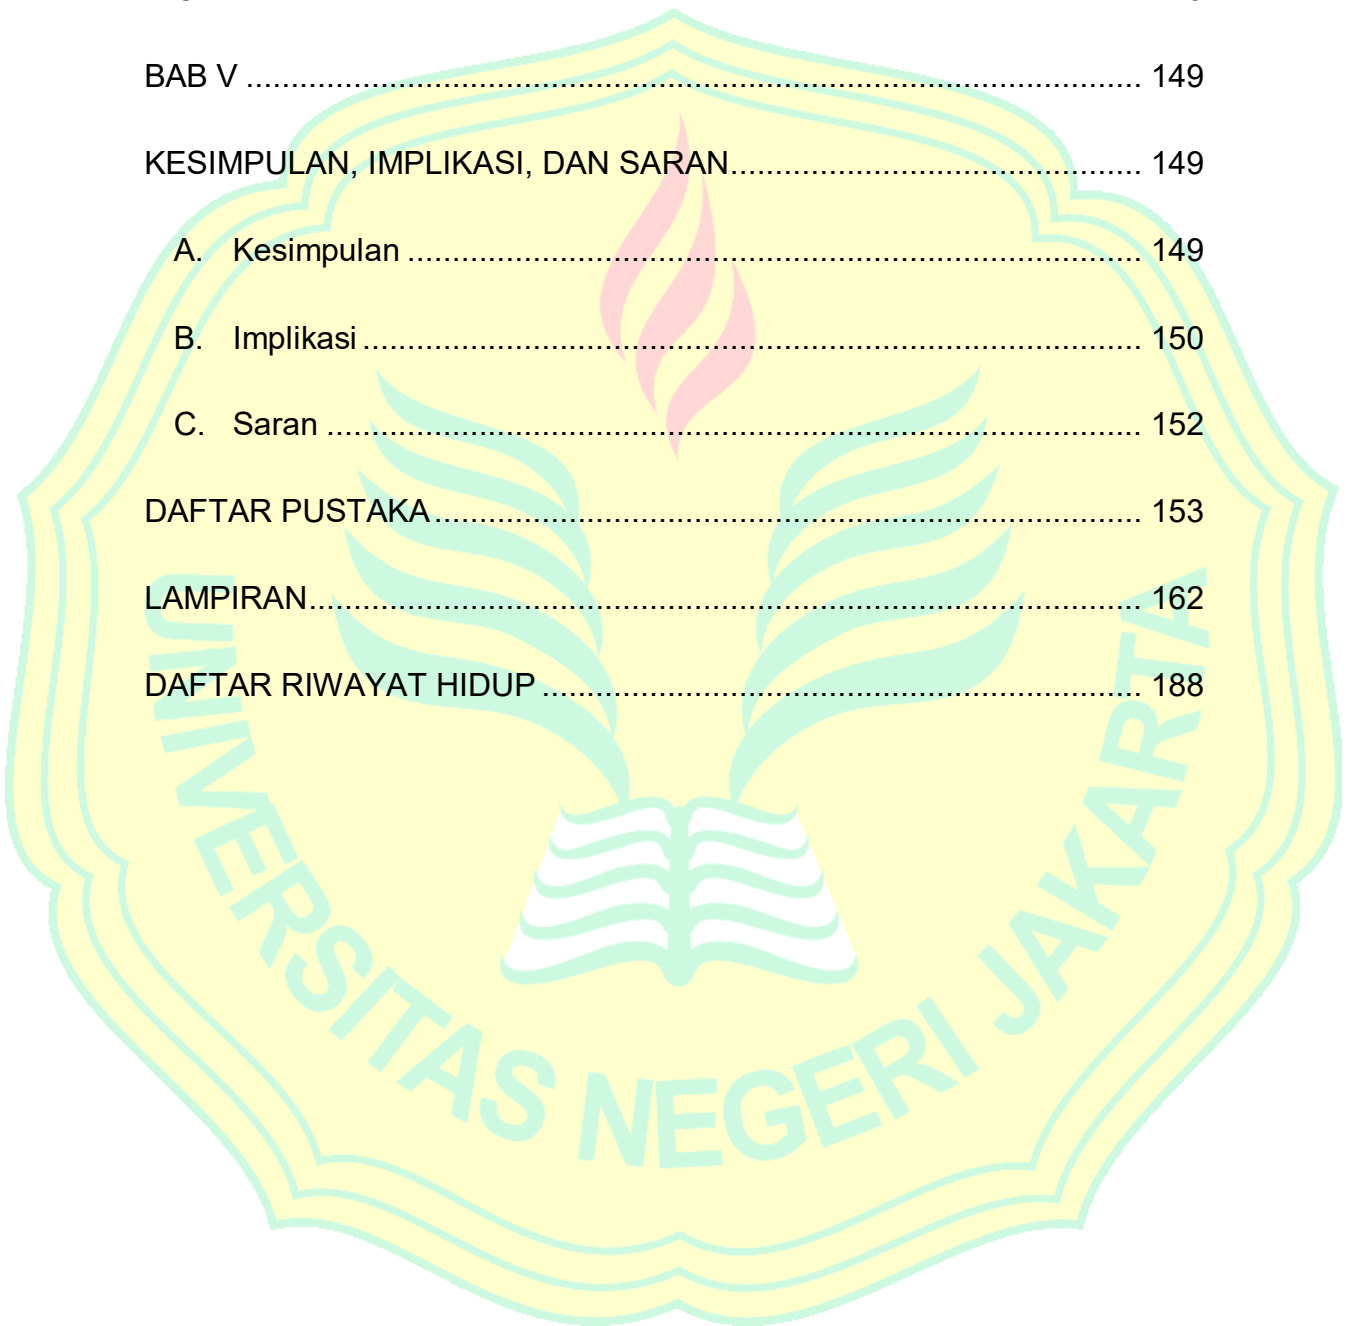 BAB V ........................................................................................................ 149
KESIMPULAN, IMPLIKASI, DAN SARAN.............................................. 149
A. Kesimpulan ................................................................................... 149
B. Implikasi ........................................................................................ 150
C. Saran ............................................................................................ 152
DAFTAR PUSTAKA ................................................................................ 153
LAMPIRAN.............................................................................................. 162
DAFTAR RIWAYAT HIDUP ................................................................... 188
UNIVERSITAS NEGERI JAKARTA